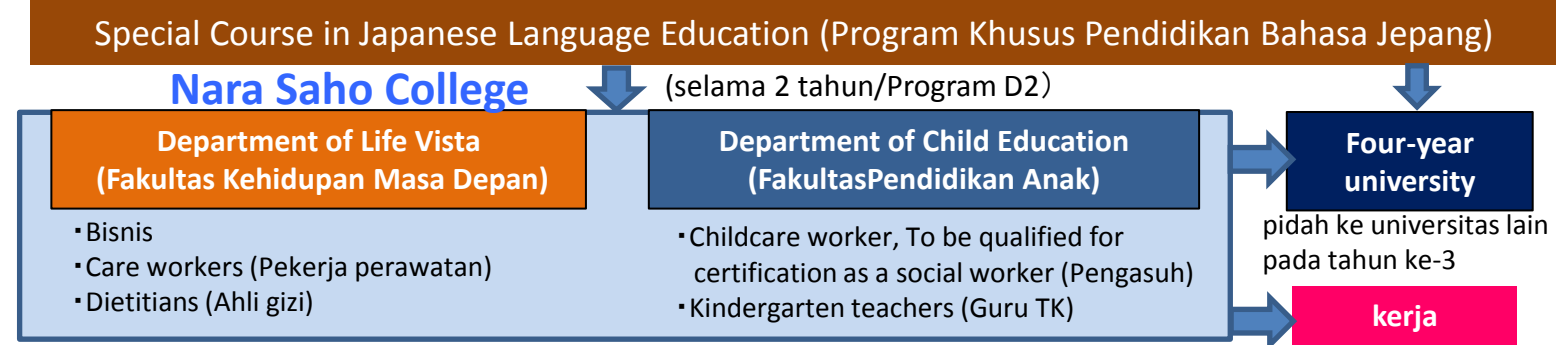 Special Course in Japanese Language Education (Program Khusus Pendidikan Bahasa Jepang)
Nara Saho College
(selama 2 tahun/Program D2）
Department of Life Vista
(Fakultas Kehidupan Masa Depan)
・Bisnis
・Care workers (Pekerja perawatan)
・Dietitians (Ahli gizi)
Department of Child Education
(FakultasPendidikan Anak)
・Childcare worker, To be qualified for
certification as a social worker (Pengasuh)
・Kindergarten teachers (Guru TK)
Four-year
university
pidah ke universitas lain
pada tahun ke-3
kerja